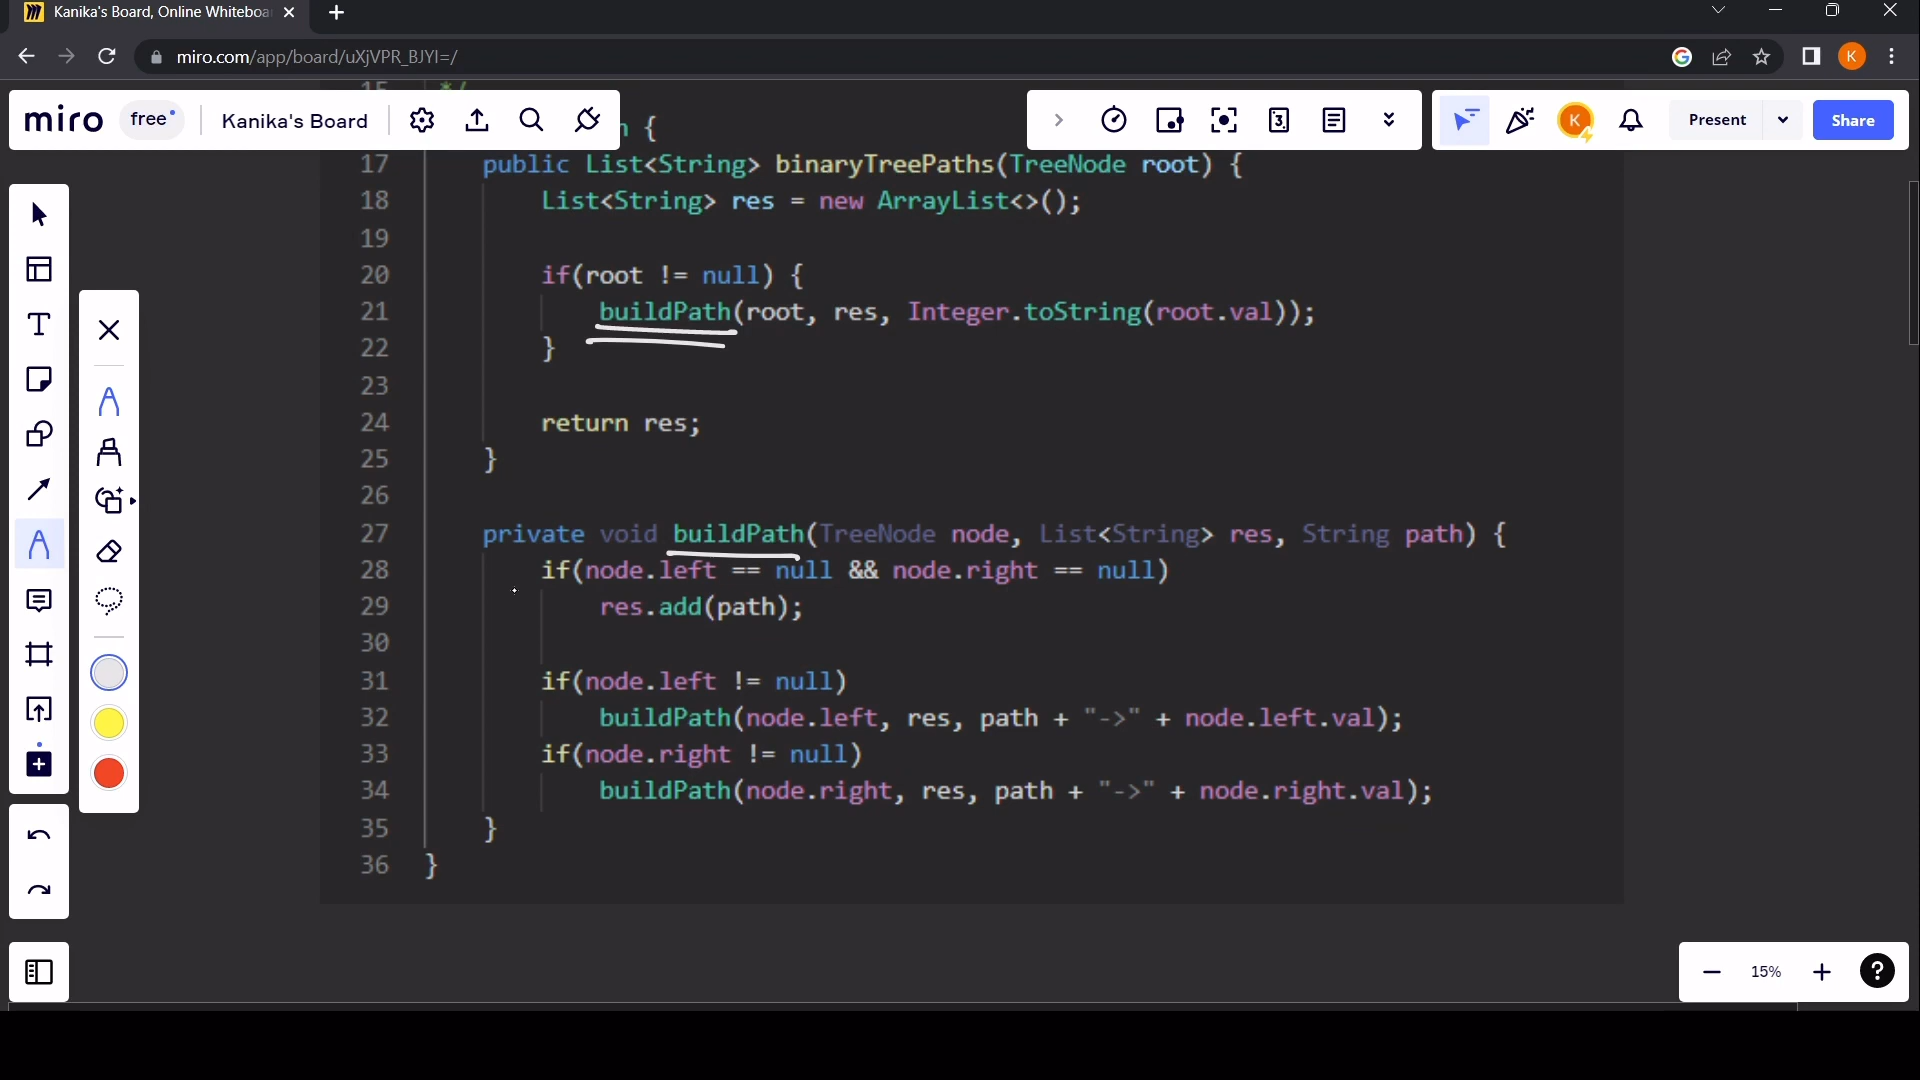 Kanika's Board, Online Whiteboa
miro.com/app/board/uXjVPR_BJYI=/
K
miro
free
Kanika's Board
K
Present
Share
15 */
n {
17 public List<String> binaryTreePaths(TreeNode root) {
18 List<String> res = new ArrayList<>();
19
20 if(root != null) {
21 buildPath(root, res, Integer.toString(root.val));
22 }
23
24 return res;
25 }
26
27 private void buildPath(TreeNode node, List<String> res, String path) {
28 if(node.left == null && node.right == null)
29 res.add(path);
30
31 if(node.left != null)
32 buildPath(node.left, res, path + "->" + node.left.val);
33 if(node.right != null)
34 buildPath(node.right, res, path + "->" + node.right.val);
35 }
36 }
15%